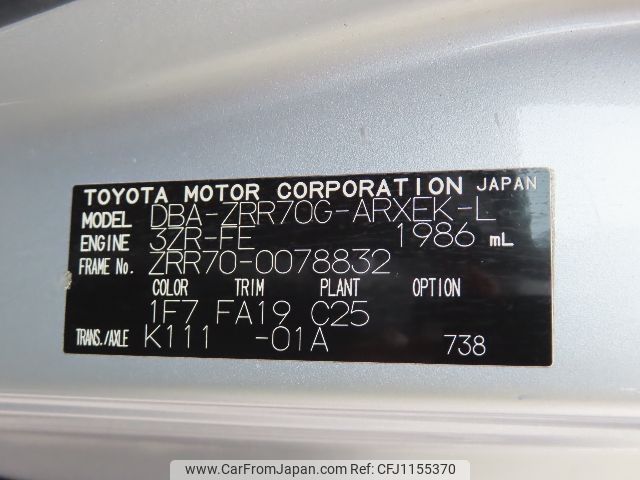 TOYOTA MOTOR CORPORATION JAPAN
MODEL DBA-ZRR70G-ARXEK-L
ENGINE 3ZR-FE 1986 mL
FRAME No. ZRR70-0078832
COLOR TRIM PLANT OPTION
1F7 FA19 C25
TRANS./AXLE K111 -01A 738
www.CarFromJapan.com - CFJ1155370